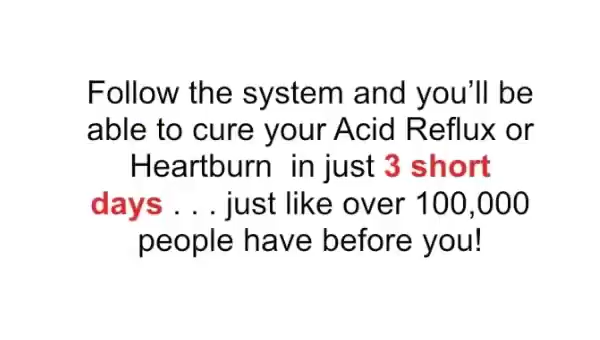 Follow the system and you’ll be
able to cure your Acid Reflux or
Heartburn  in just 3 short
days . . . just like over 100,000
people have before you!